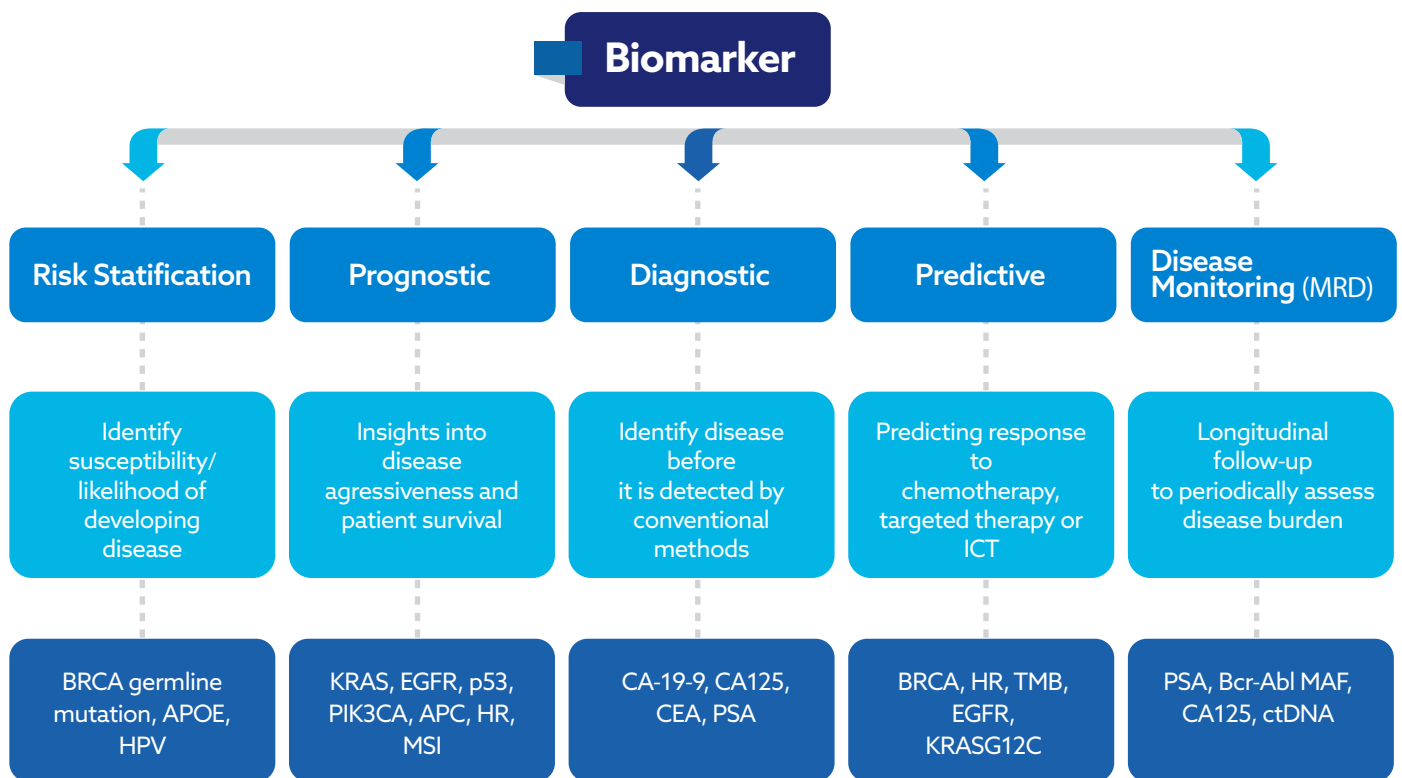 Biomarker
Risk Statification
Prognostic
Diagnostic
Predictive
Disease
Monitoring (MRD)
Identify
susceptibility/
likelihood of
developing
disease
Insights into
disease
agressiveness and
patient survival
Identify disease
before
it is detected by
conventional
methods
Predicting response
to
chemotherapy,
targeted therapy or
ICT
Longitudinal
follow-up
to periodically assess
disease burden
BRCA germline
mutation, APOE,
HPV
KRAS, EGFR, p53,
PIK3CA, APC, HR,
MSI
CA-19-9, CA125,
CEA, PSA
BRCA, HR, TMB,
EGFR,
KRASG12C
PSA, Bcr-Abl MAF,
CA125, ctDNA